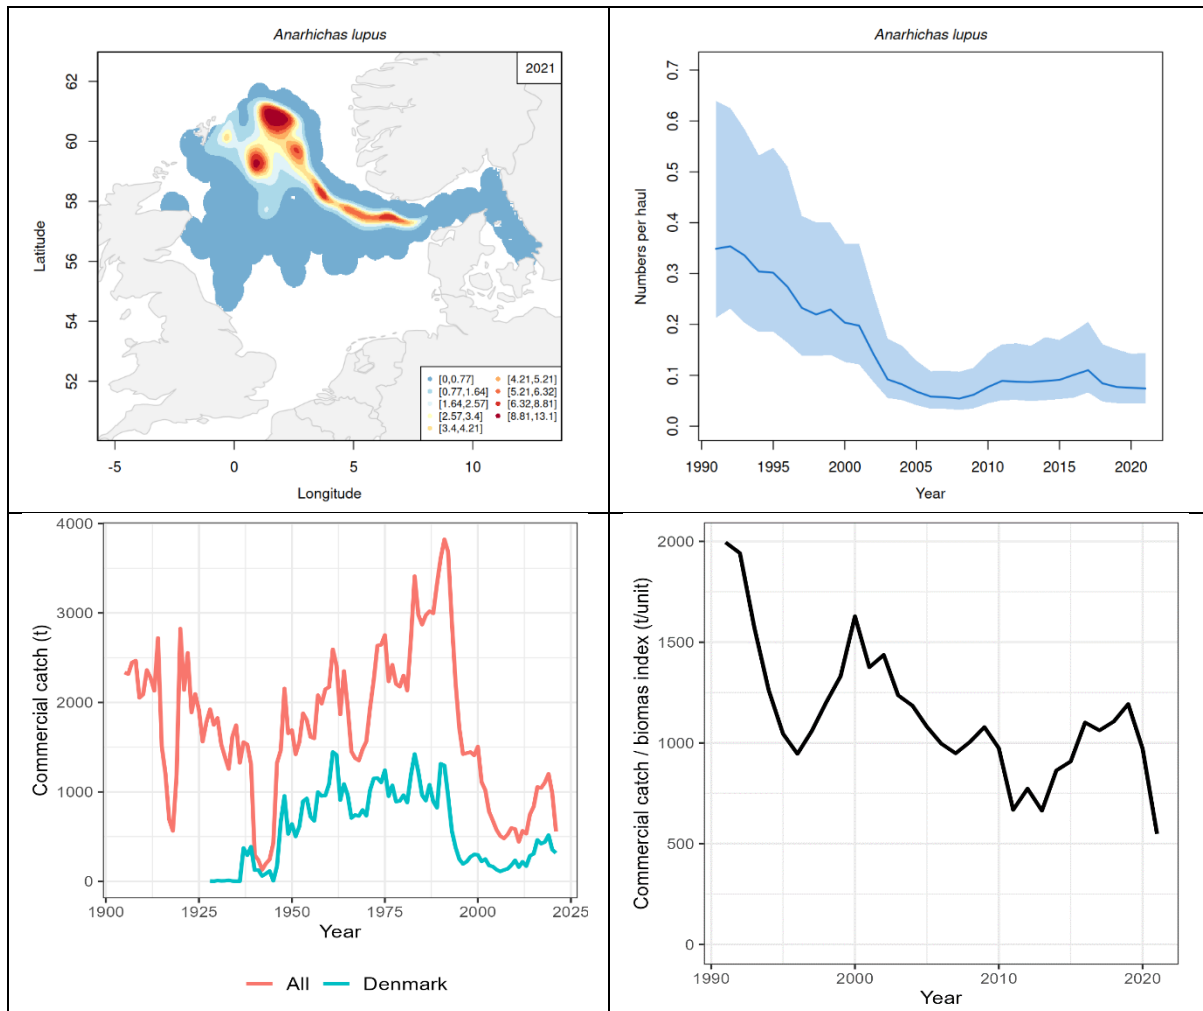 Anarhichas lupus
2021
Latitude
62
60
58
56
54
52
[0,0.77]
(0.77,1.64]
(1.64,2.57]
(2.57,3.4]
(3.4,4.21]
(4.21,5.21]
(5.21,6.32]
(6.32,8.81]
(8.81,13.1]
-5 0 5 10
Longitude
Anarhichas lupus
Numbers per haul
0.7
0.6
0.5
0.4
0.3
0.2
0.1
0.0
1990 1995 2000 2005 2010 2015 2020
Year
Commercial catch (t)
4000
3000
2000
1000
0
1900 1925 1950 1975 2000 2025
Year
All Denmark
Commercial catch / biomas index (t/unit)
2000
1500
1000
500
0
1990 2000 2010 2020
Year